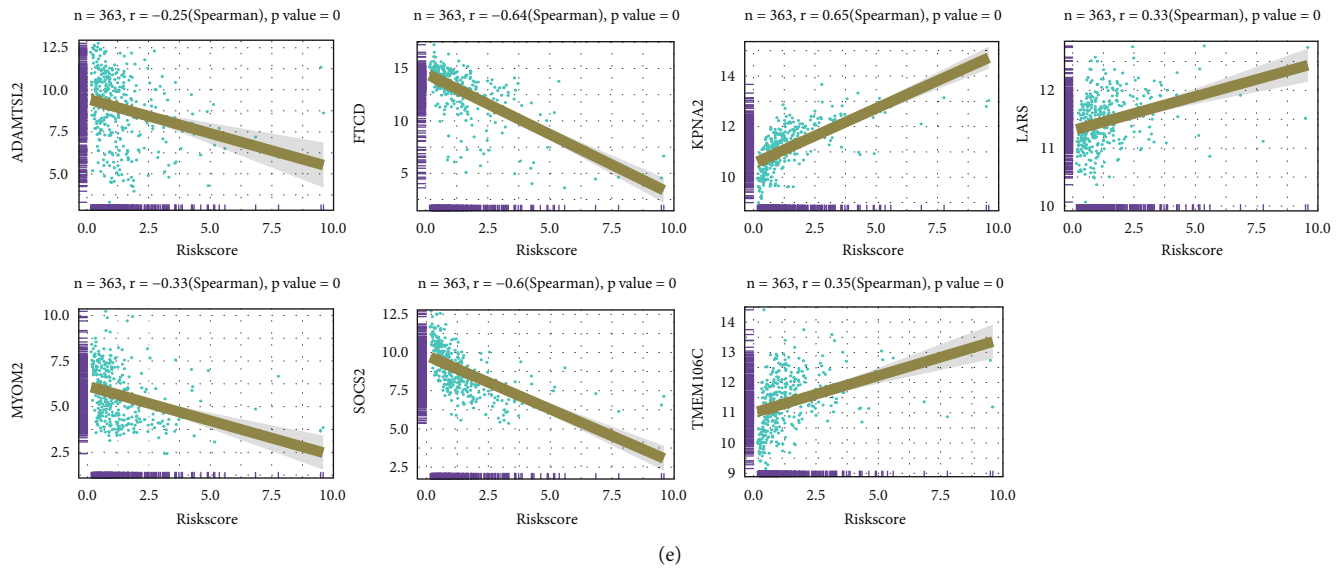 n = 363, r = −0.25(Spearman), p value = 0
12.5
10.0
7.5
5.0
ADAMTSL2
0.0 2.5 5.0 7.5 10.0
Riskscore
n = 363, r = −0.64(Spearman), p value = 0
15
10
5
FTCD
0.0 2.5 5.0 7.5 10.0
Riskscore
n = 363, r = 0.65(Spearman), p value = 0
14
12
10
KPNA2
0.0 2.5 5.0 7.5 10.0
Riskscore
n = 363, r = 0.33(Spearman), p value = 0
12
11
10
LARS
0.0 2.5 5.0 7.5 10.0
Riskscore
n = 363, r = −0.33(Spearman), p value = 0
10.0
7.5
5.0
2.5
MYOM2
0.0 2.5 5.0 7.5 10.0
Riskscore
n = 363, r = −0.6(Spearman), p value = 0
12.5
10.0
7.5
5.0
2.5
SOCS2
0.0 2.5 5.0 7.5 10.0
Riskscore
n = 363, r = 0.35(Spearman), p value = 0
14
13
12
11
10
9
TMEM106C
0.0 2.5 5.0 7.5 10.0
Riskscore
(e)